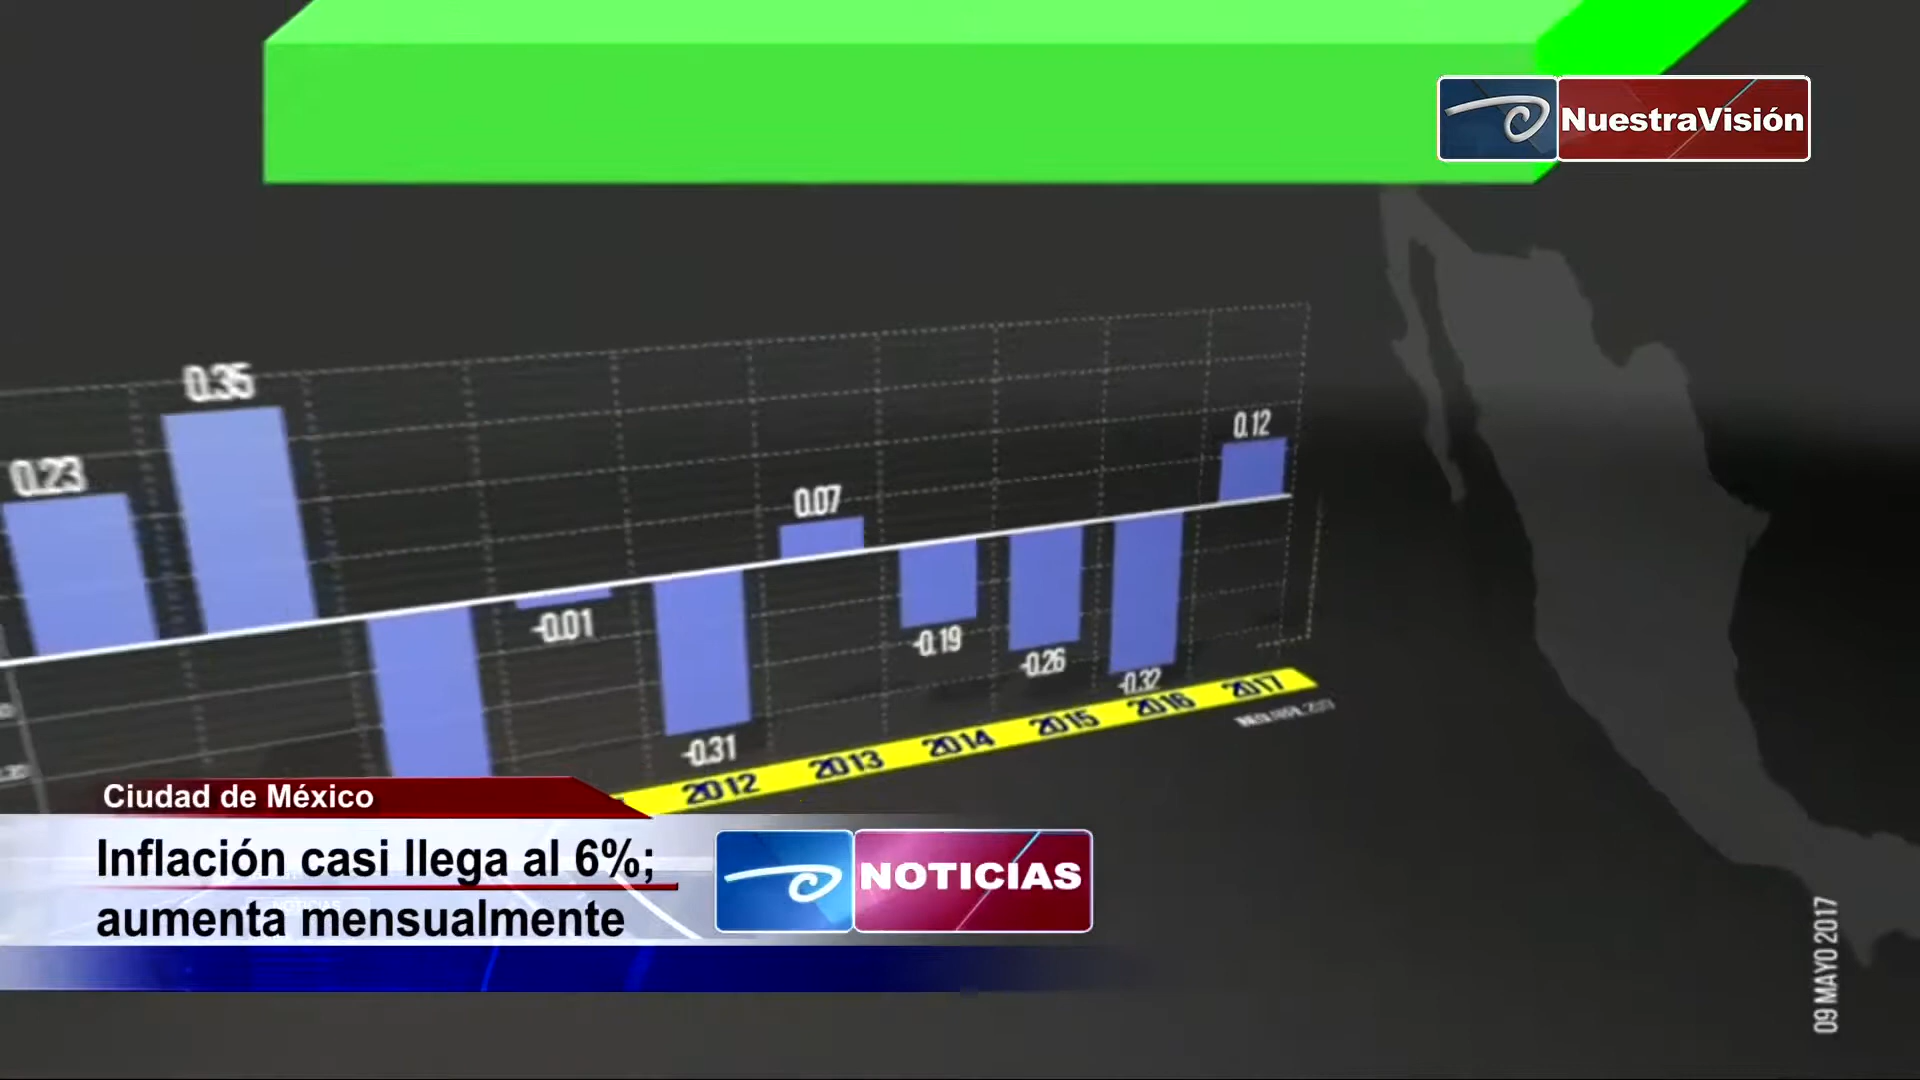 NuestraVisión
0.35
0.23
0.12
0.07
-0.01
-0.19
-0.26
-0.31
-0.32
2012
2013
2014
2015
2016
2017
Ciudad de México
Inflación casi llega al 6%;
aumenta mensualmente
NOTICIAS
09 MAYO 2017